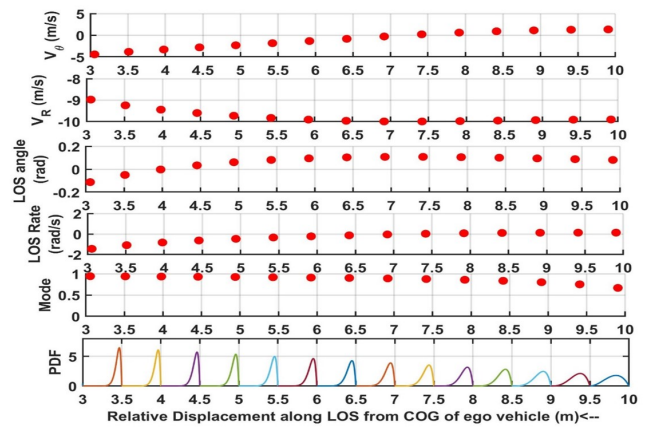 5
0
-5
V_θ (m/s)
3 3.5 4 4.5 5 5.5 6 6.5 7 7.5 8 8.5 9 9.5 10
-8
-9
-10
V_R (m/s)
3 3.5 4 4.5 5 5.5 6 6.5 7 7.5 8 8.5 9 9.5 10
0.2
0
-0.2
LOS angle
(rad)
3 3.5 4 4.5 5 5.5 6 6.5 7 7.5 8 8.5 9 9.5 10
2
0
-2
LOS Rate
(rad/s)
3 3.5 4 4.5 5 5.5 6 6.5 7 7.5 8 8.5 9 9.5 10
1
0.5
0
Mode
3 3.5 4 4.5 5 5.5 6 6.5 7 7.5 8 8.5 9 9.5 10
5
0
PDF
3 3.5 4 4.5 5 5.5 6 6.5 7 7.5 8 8.5 9 9.5 10
Relative Displacement along LOS from COG of ego vehicle (m)<--